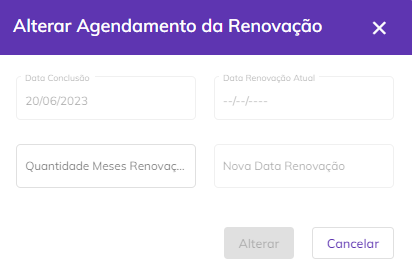 Alterar Agendamento da Renovação
Data Conclusão
Data Renovação Atual
20/06/2023
--/--/----
Quantidade Meses Renovaç...
Nova Data Renovação
Alterar
Cancelar